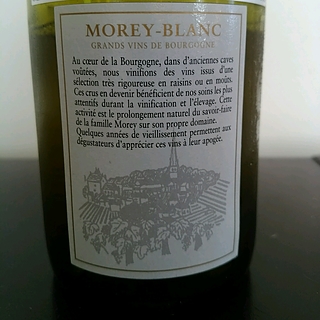 MOREY-BLANC
GRANDS VINS DE BOURGOGNE
Au cœur de la Bourgogne, dans d'anciennes caves
voûtées, nous vinifions des vins issus d'une
sélection très rigoureuse en raisins ou en moûts.
Ces crus en devenir bénéficient de nos soins les plus
attentifs durant la vinification et l'élevage. Cette
activité est le prolongement naturel du savoir-faire
de la famille Morey sur son propre domaine.
Quelques années de vieillissement permettent aux
dégustateurs d'apprécier ces vins à leur apogée.